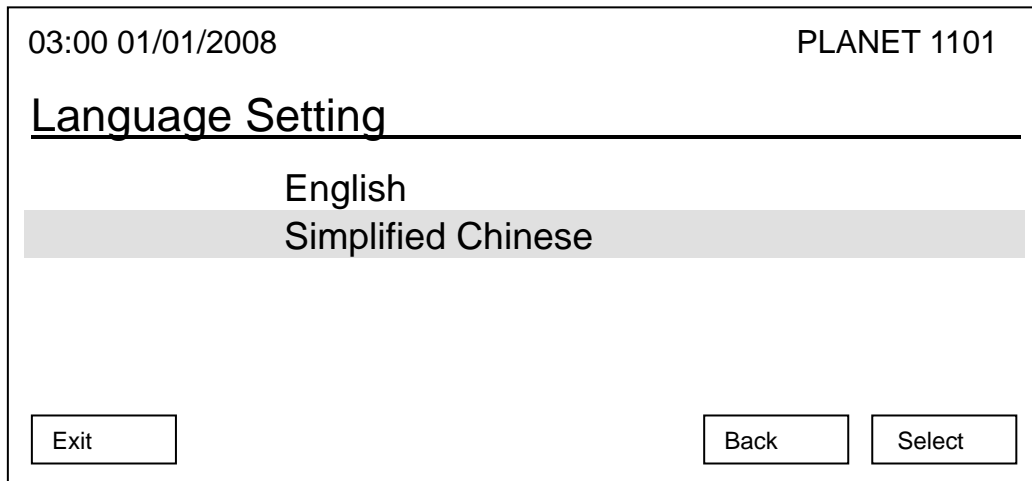 03:00 01/01/2008 PLANET 1101
Language Setting
English
Simplified Chinese
Exit Back Select